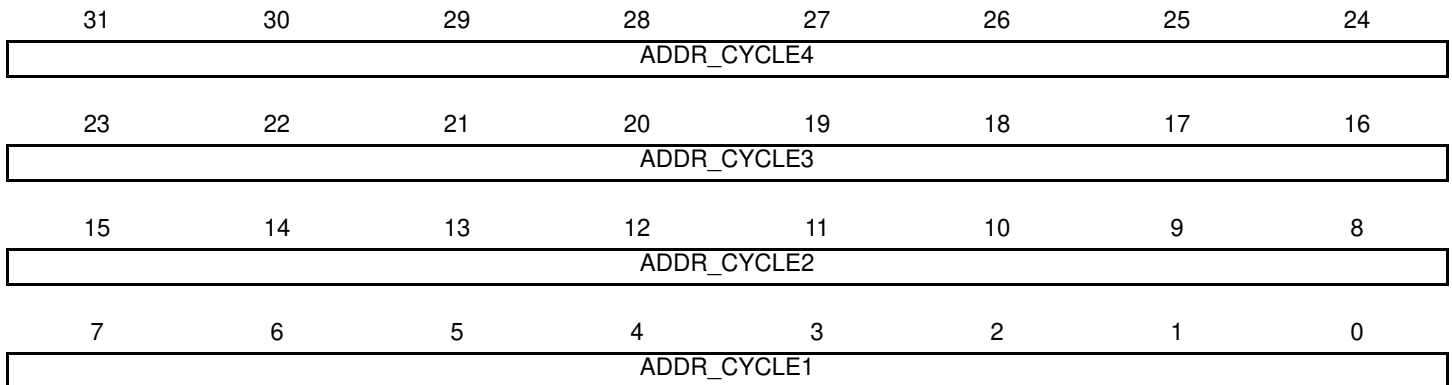 31 30 29 28 27 26 25 24
ADDR_CYCLE4
23 22 21 20 19 18 17 16
ADDR_CYCLE3
15 14 13 12 11 10 9 8
ADDR_CYCLE2
7 6 5 4 3 2 1 0
ADDR_CYCLE1